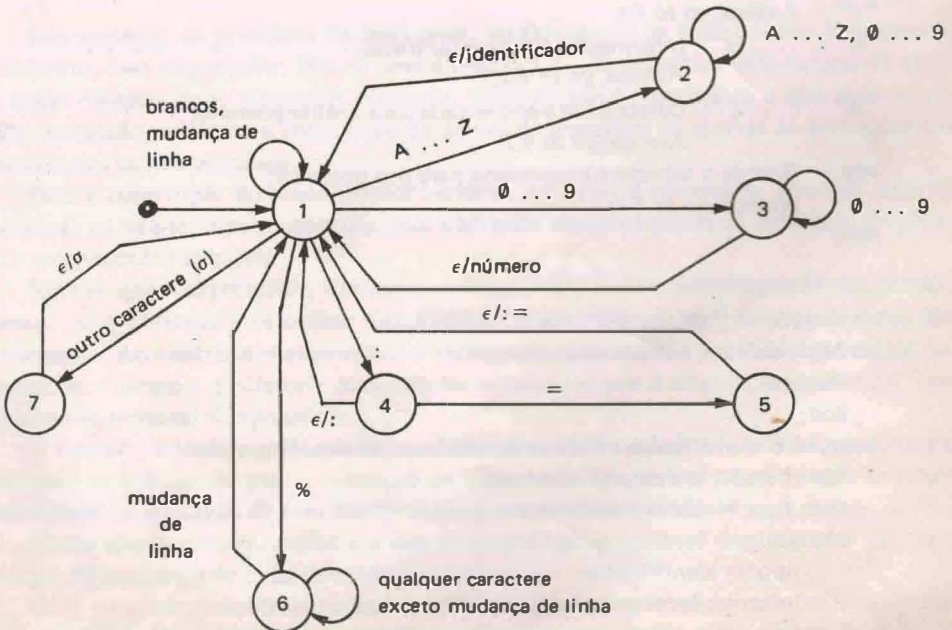 ϵ/identificador
A . . . Z, Ø . . . 9
2
brancos,
mudança de
linha
A . . . Z
Ø . . . 9
1
3
Ø . . . 9
ϵ/σ
outro caractere (σ)
ϵ/número
ϵ/: =
:
7
ϵ/:
4
=
5
%
mudança
de
linha
6
qualquer caractere
exceto mudança de linha